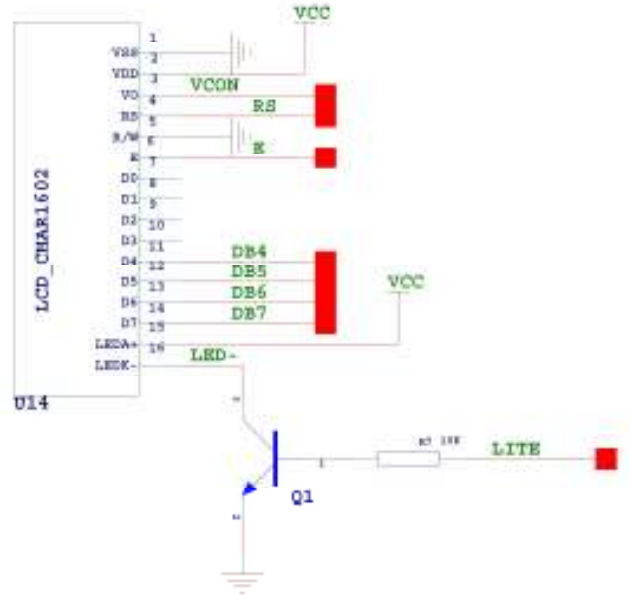 VCC
1
VSS
2
VDD
3
VCON
VO
4
RS
RS
5
R/W
6
E
E
7
D0
8
D1
9
D2
10
D3
11
D4
DB4
12
D5
DB5
13
D6
DB6
14
D7
DB7
15
VCC
LEDA+
16
LEDK-
LED-
LCD_CHAR1602
U14
LITE
1
Q1